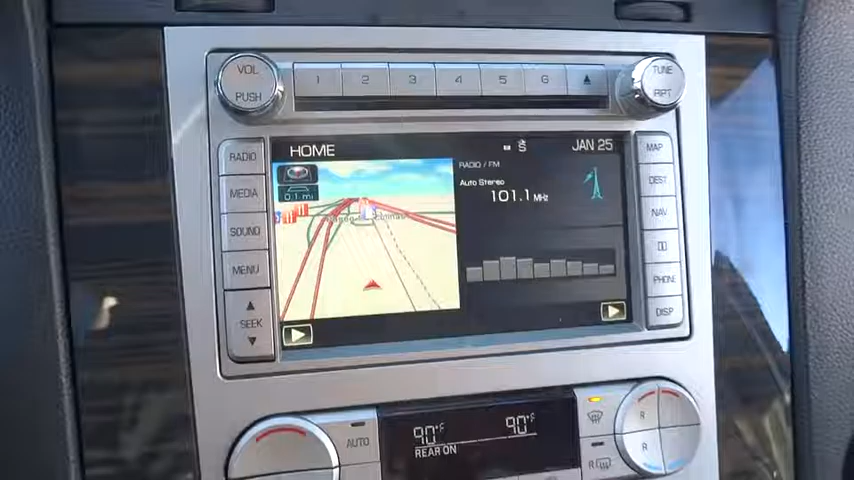 VOL
PUSH
1 2 3 4 5 6
TUNE
RPT
RADIO
MEDIA
SOUND
MENU
SEEK
HOME
S
JAN 25
0.1 mi
RADIO / FM
Auto Stereo
101.1 MHz
MAP
DEST
NAV
PHONE
DISP
AUTO
90°F
90°F
REAR ON
R
R
R